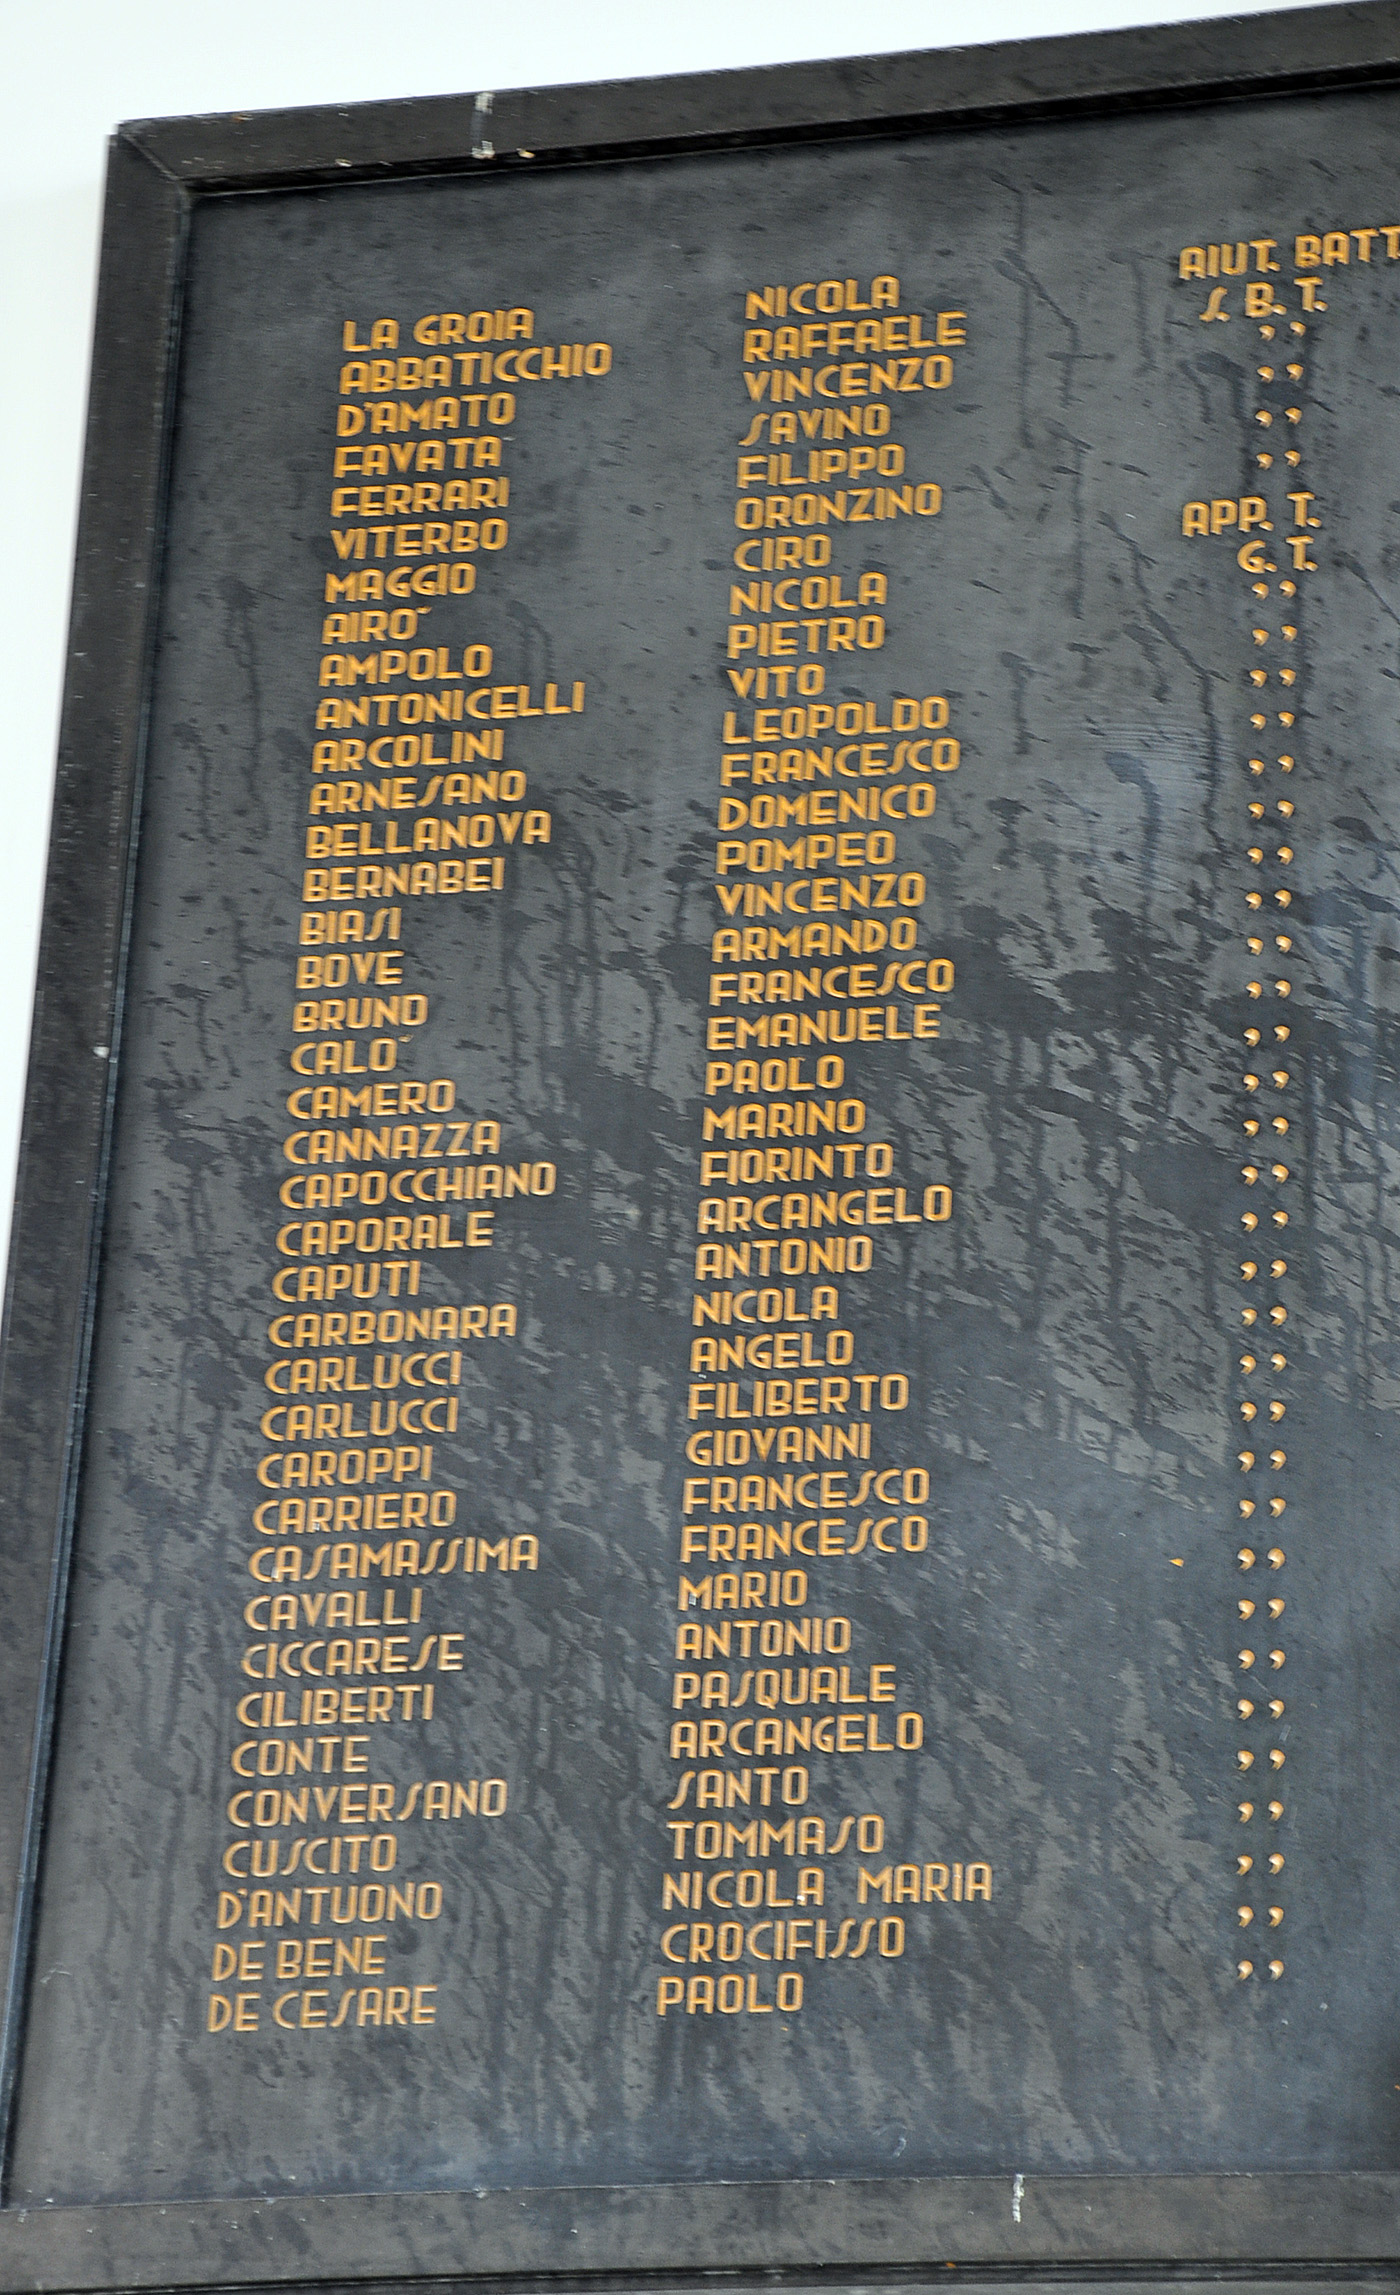 LA GROIA NICOLA AIUT. BATT
ABBATICCHIO RAFFAELE S. B. T.
D'AMATO VINCENZO ,,
FAVATA SAVINO ,,
FERRARI FILIPPO ,,
VITERBO ORONZINO ,,
MAGGIO CIRO APP. T.
AIRO' NICOLA G. T.
AMPOLO PIETRO ,,
ANTONICELLI VITO ,,
ARCOLINI LEOPOLDO ,,
ARNESANO FRANCESCO ,,
BELLANOVA DOMENICO ,,
BERNABEI POMPEO ,,
BIASI VINCENZO ,,
BOVE ARMANDO ,,
BRUNO FRANCESCO ,,
CALO' EMANUELE ,,
CAMERO PAOLO ,,
CANNAZZA MARINO ,,
CAPOCCHIANO FIORINTO ,,
CAPORALE ARCANGELO ,,
CAPUTI ANTONIO ,,
CARBONARA NICOLA ,,
CARLUCCI ANGELO ,,
CARLUCCI FILIBERTO ,,
CAROPPI GIOVANNI ,,
CARRIERO FRANCESCO ,,
CASAMASSIMA FRANCESCO ,,
CAVALLI MARIO ,,
CICCARESE ANTONIO ,,
CILIBERTI PASQUALE ,,
CONTE ARCANGELO ,,
CONVERSANO SANTO ,,
CUSCITO TOMMASO ,,
D'ANTUONO NICOLA MARIA ,,
DE BENE CROCIFISSO ,,
DE CESARE PAOLO ,,